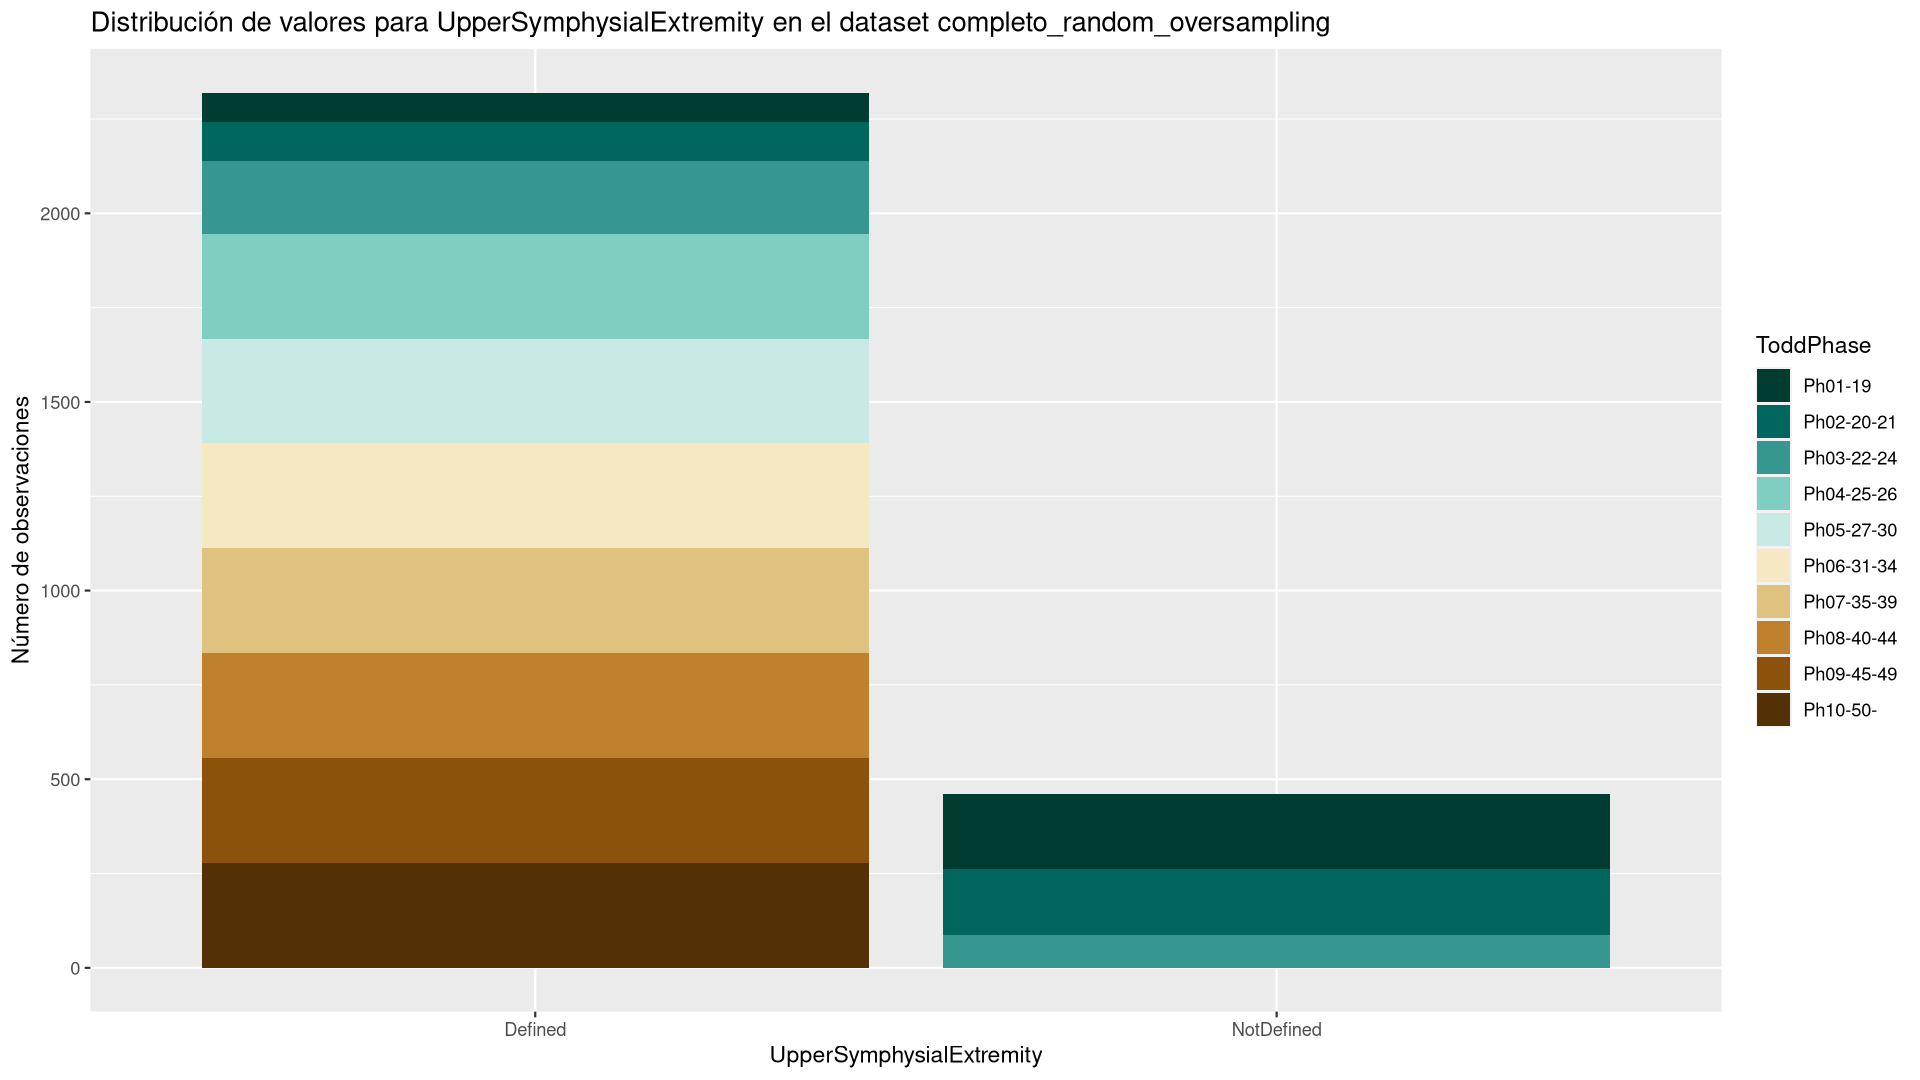 Distribución de valores para UpperSymphysialExtremity en el dataset completo_random_oversampling
Número de observaciones
2000
1500
1000
500
0
Defined
NotDefined
UpperSymphysialExtremity
ToddPhase
Ph01-19
Ph02-20-21
Ph03-22-24
Ph04-25-26
Ph05-27-30
Ph06-31-34
Ph07-35-39
Ph08-40-44
Ph09-45-49
Ph10-50-